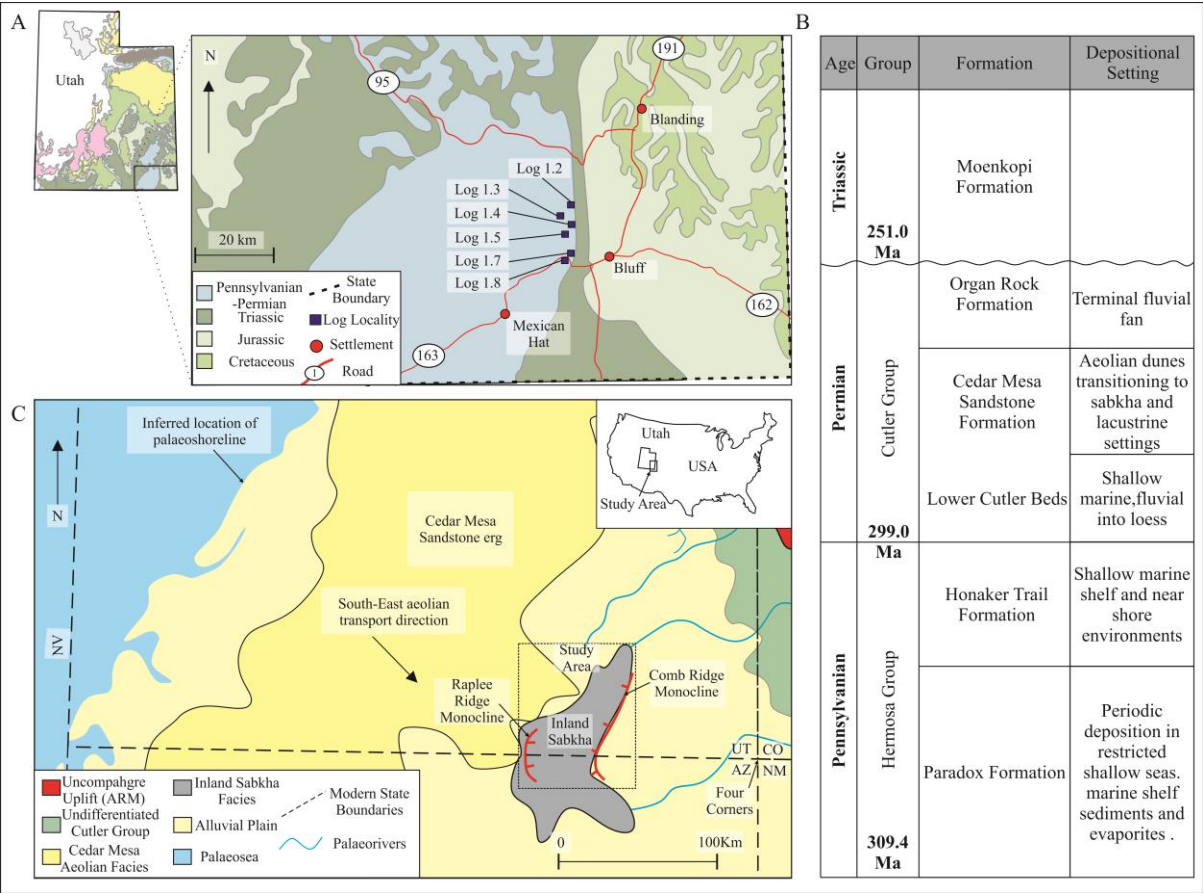 A
Utah
N
95
191
Blanding
Log 1.2
Log 1.3
Log 1.4
Log 1.5
Log 1.7
Log 1.8
20 km
Bluff
162
Mexican
Hat
163
Pennsylvanian
-Permian
Triassic
Jurassic
Cretaceous
State
Boundary
Log Locality
Settlement
1
Road
B
Age
Group
Formation
Depositional
Setting
Triassic
251.0
Ma
Moenkopi
Formation
Permian
Cutler Group
299.0
Ma
Organ Rock
Formation
Terminal fluvial
fan
Cedar Mesa
Sandstone
Formation
Aeolian dunes
transitioning to
sabkha and
lacustrine
settings
Lower Cutler Beds
Shallow
marine,fluvial
into loess
Pennsylvanian
Hermosa Group
309.4
Ma
Honaker Trail
Formation
Shallow marine
shelf and near
shore
environments
Paradox Formation
Periodic
deposition in
restricted
shallow seas.
marine shelf
sediments and
evaporites .
C
Inferred location of
palaeoshoreline
N
NV
Cedar Mesa
Sandstone erg
Utah
USA
Study Area
South-East aeolian
transport direction
Study
Area
Raplee
Ridge
Monocline
Comb Ridge
Monocline
Inland
Sabkha
UT
CO
AZ
NM
Four
Corners
0
100Km
Uncompahgre
Uplift (ARM)
Undifferentiated
Cutler Group
Cedar Mesa
Aeolian Facies
Inland Sabkha
Facies
Alluvial Plain
Palaeosea
Modern State
Boundaries
Palaeorivers